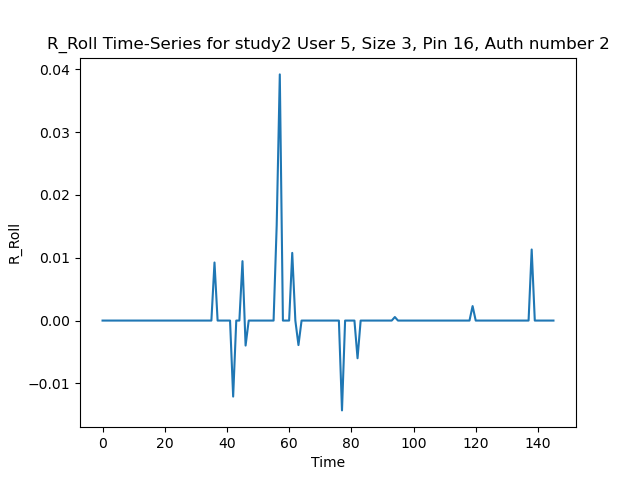 R_Roll Time-Series for study2 User 5, Size 3, Pin 16, Auth number 2
0.04
0.03
0.02
0.01
0.00
−0.01
R_Roll
0 20 40 60 80 100 120 140
Time